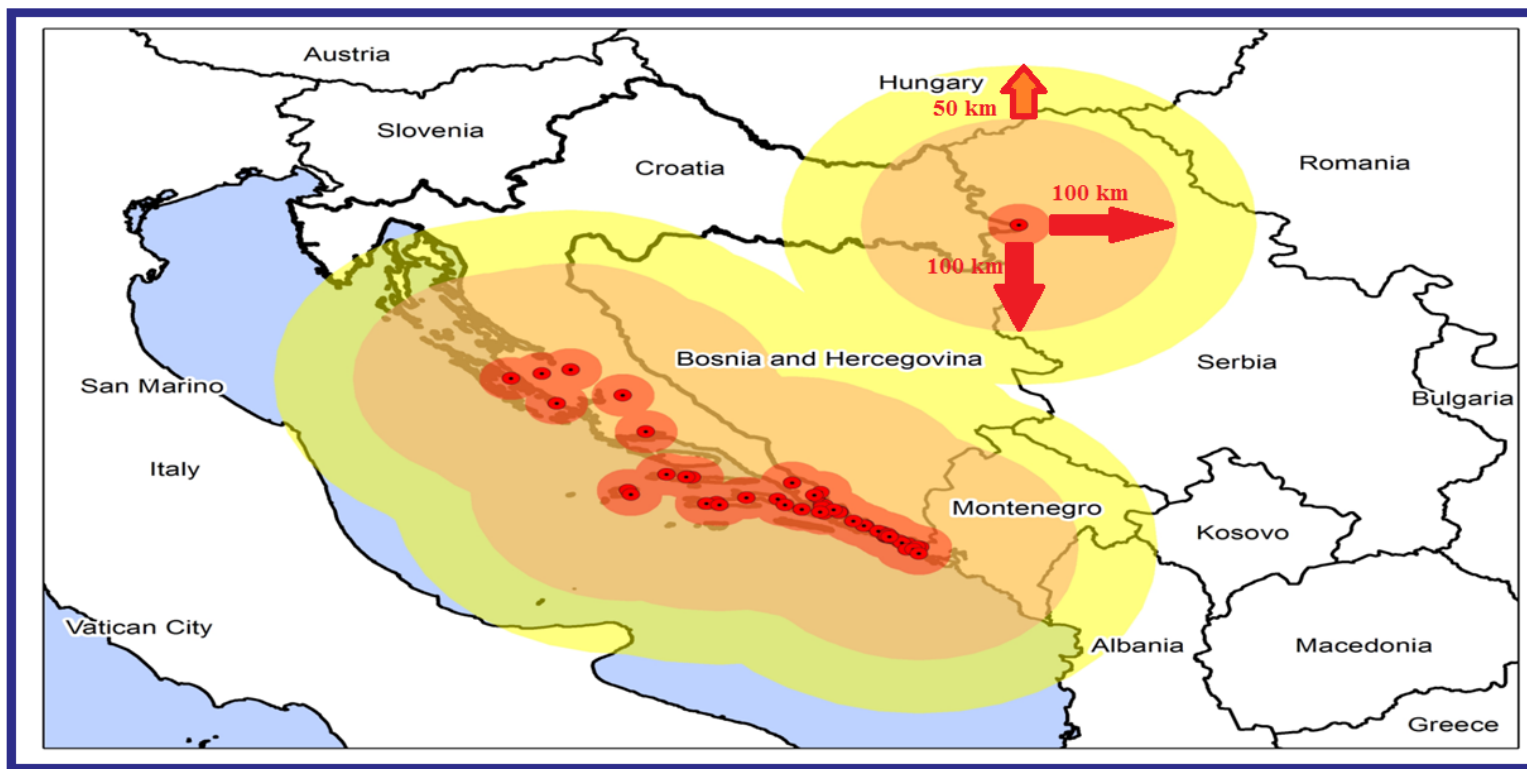 Austria
Hungary
50 km
Slovenia
Croatia
Romania
100 km
100 km
Bosnia and Hercegovina
Serbia
San Marino
Bulgaria
Italy
Montenegro
Kosovo
Vatican City
Albania
Macedonia
Greece